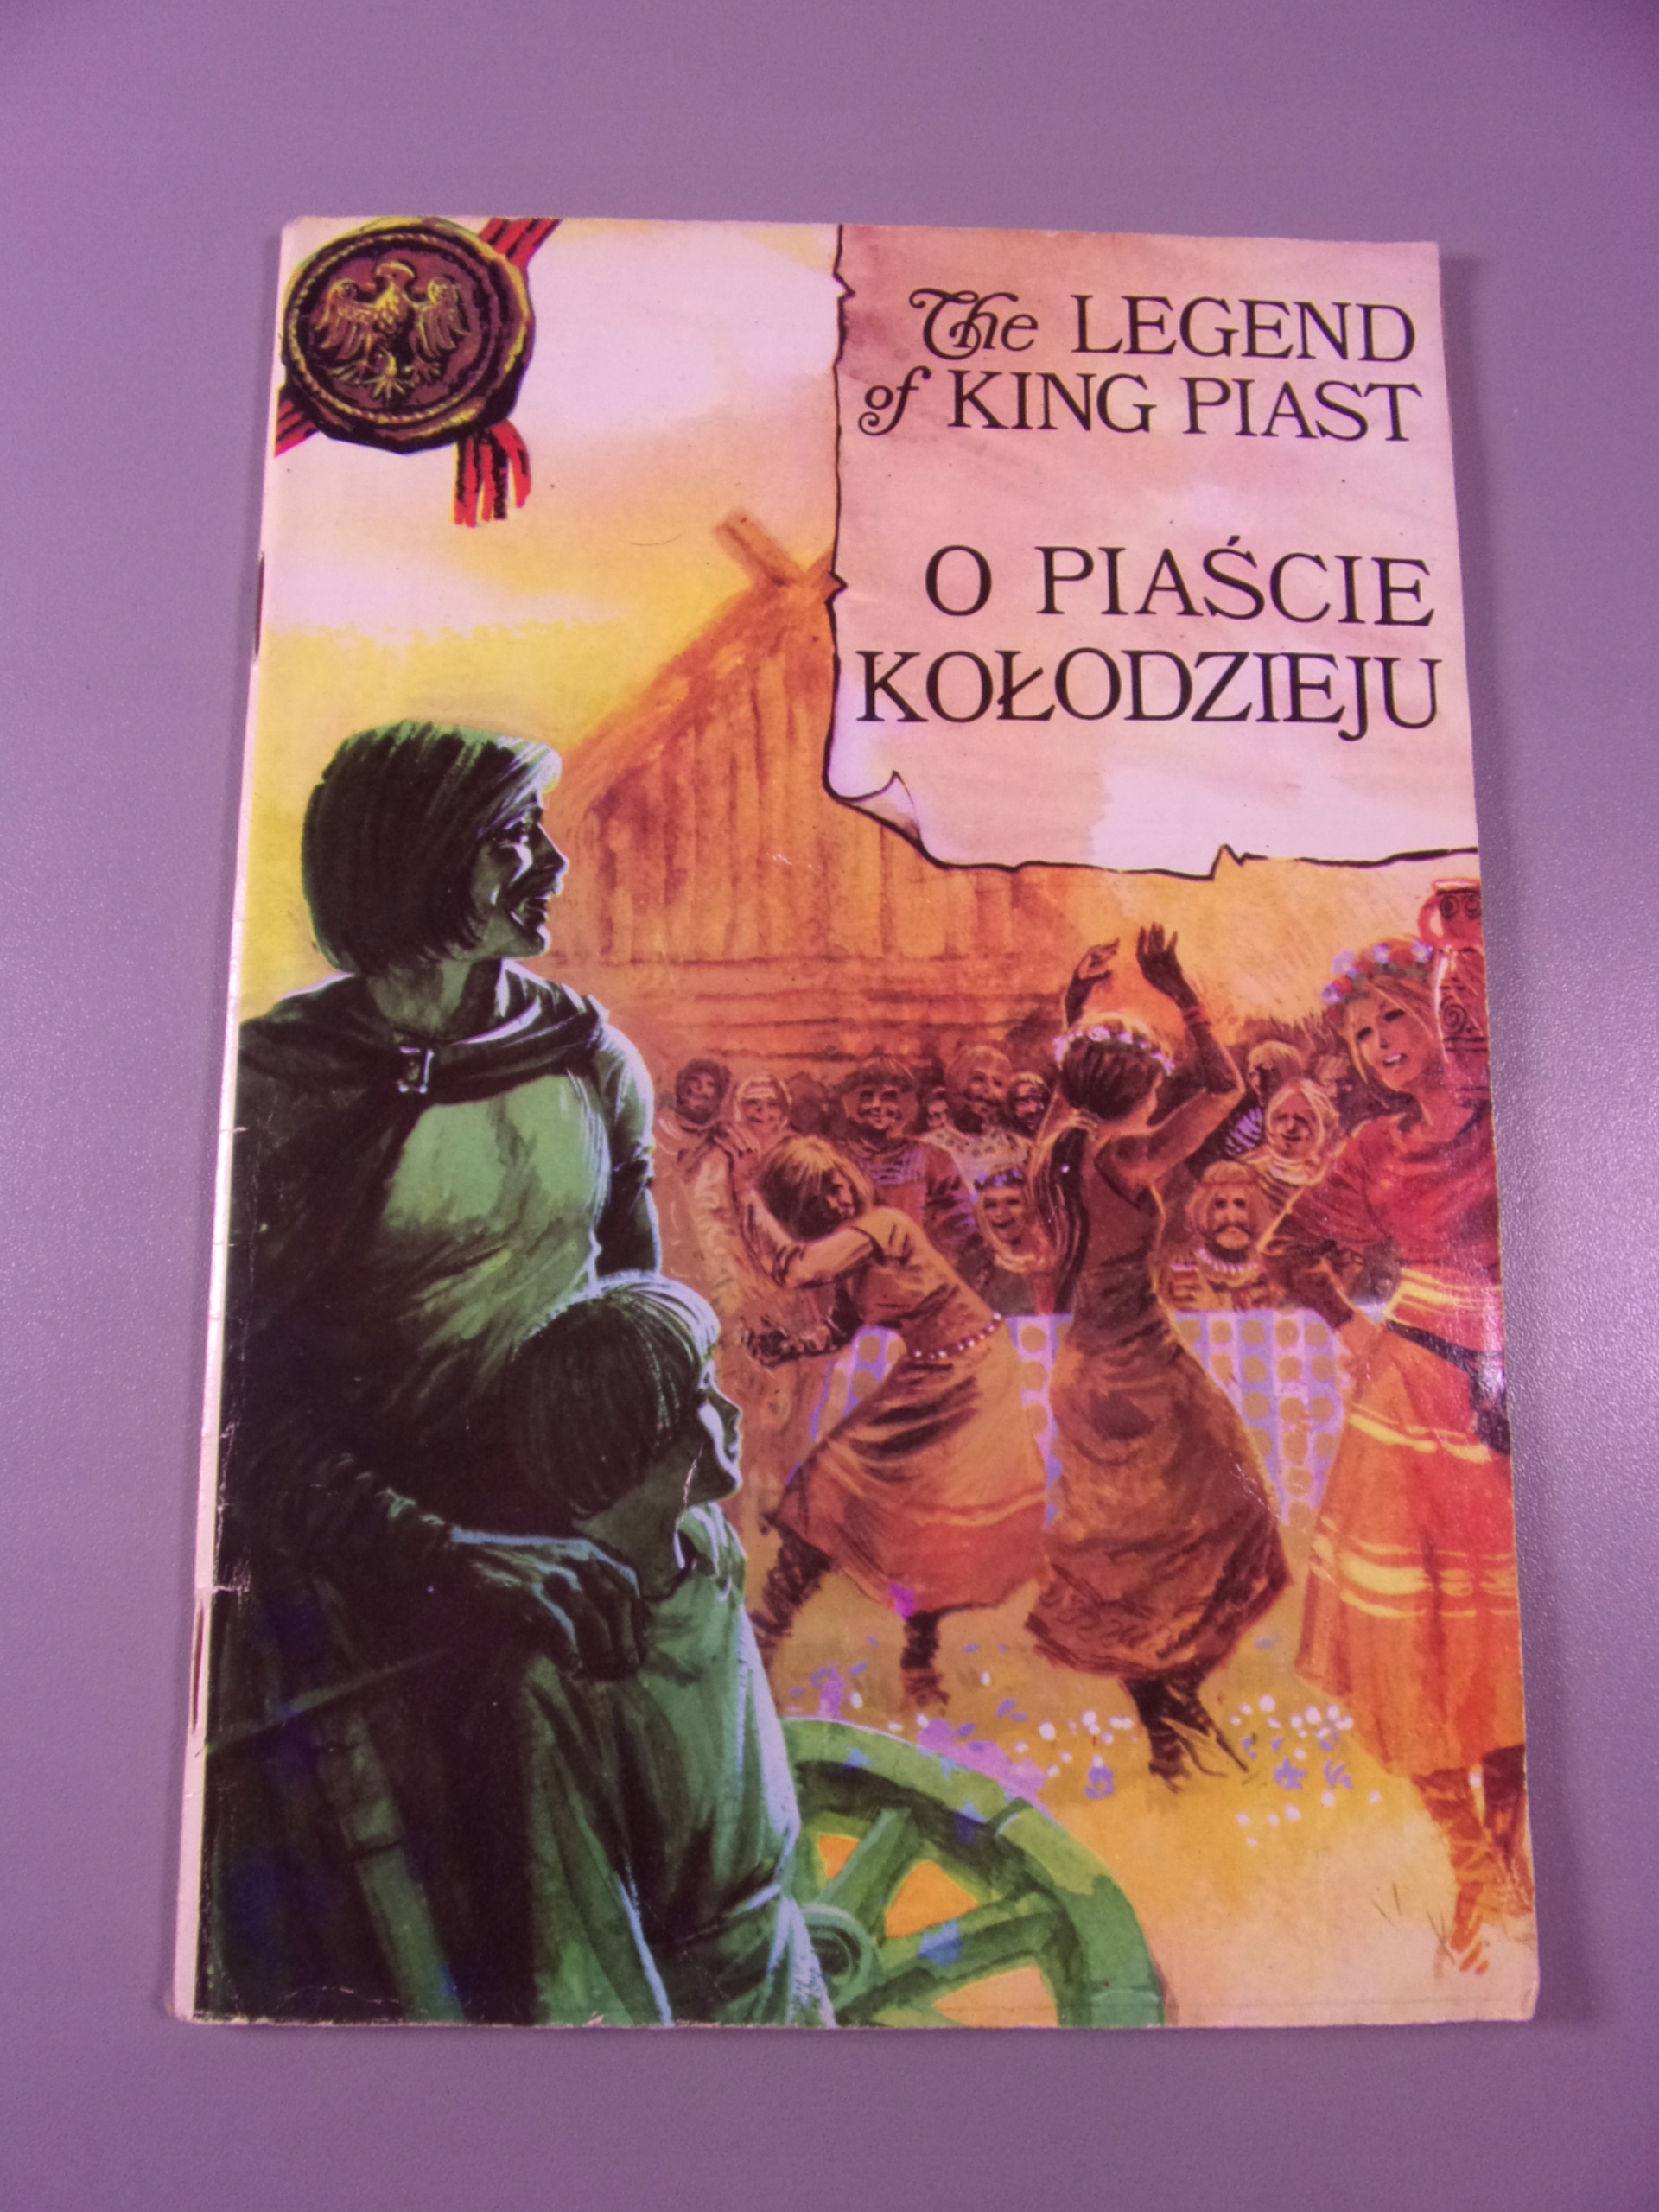 The LEGEND
of KING PIAST
O PIAŚCIE
KOŁODZIEJU